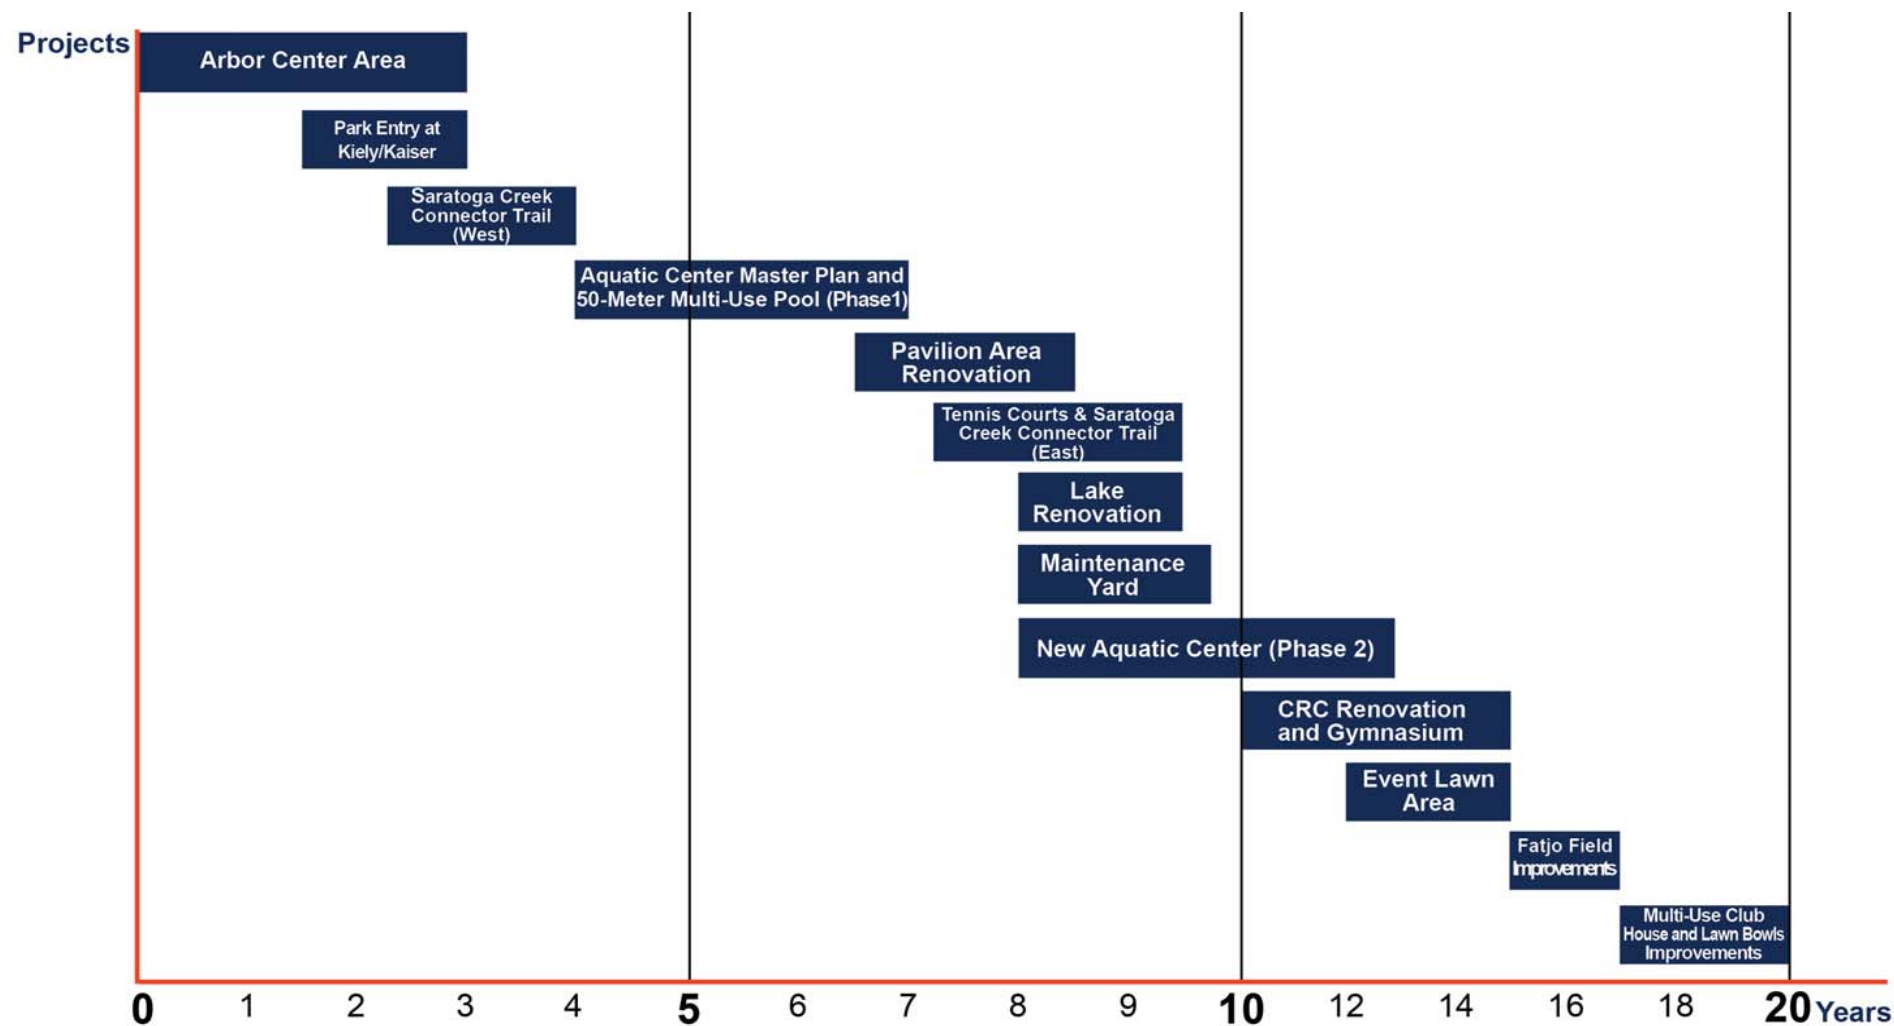 Projects
Arbor Center Area
Park Entry at
Kiely/Kaiser
Saratoga Creek
Connector Trail
(West)
Aquatic Center Master Plan and
50-Meter Multi-Use Pool (Phase1)
Pavilion Area
Renovation
Tennis Courts & Saratoga
Creek Connector Trail
(East)
Lake
Renovation
Maintenance
Yard
New Aquatic Center (Phase 2)
CRC Renovation
and Gymnasium
Event Lawn
Area
Fatjo Field
Improvements
Multi-Use Club
House and Lawn Bowls
Improvements
0 1 2 3 4 5 6 7 8 9 10 12 14 16 18 20 Years